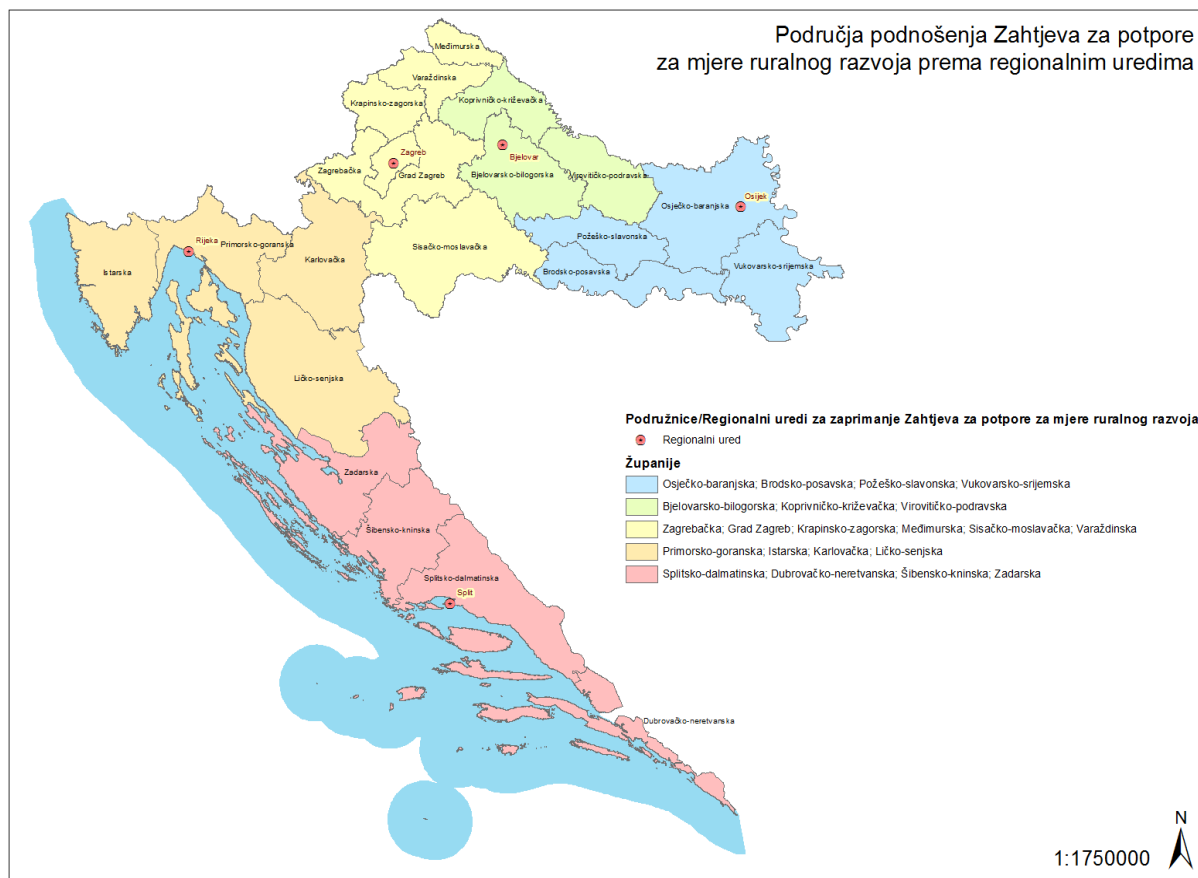 Područja podnošenja Zahtjeva za potpore
za mjere ruralnog razvoja prema regionalnim uredima
Međimurska
Varaždinska
Krapinsko-zagorska
Koprivničko-križevačka
Zagreb
Bjelovar
Zagrebačka
Grad Zagreb
Bjelovarsko-bilogorska
Virovitičko-podravska
Osijek
Osječko-baranjska
Rijeka
Primorsko-goranska
Karlovačka
Sisačko-moslavačka
Požeško-slavonska
Istarska
Brodsko-posavska
Vukovarsko-srijemska
Ličko-senjska
Zadarska
Šibensko-kninska
Splitsko-dalmatinska
Split
Dubrovačko-neretvanska
Podružnice/Regionalni uredi za zaprimanje Zahtjeva za potpore za mjere ruralnog razvoja
Regionalni ured
Županije
Osječko-baranjska; Brodsko-posavska; Požeško-slavonska; Vukovarsko-srijemska
Bjelovarsko-bilogorska; Koprivničko-križevačka; Virovitičko-podravska
Zagrebačka; Grad Zagreb; Krapinsko-zagorska; Međimurska; Sisačko-moslavačka; Varaždinska
Primorsko-goranska; Istarska; Karlovačka; Ličko-senjska
Splitsko-dalmatinska; Dubrovačko-neretvanska; Šibensko-kninska; Zadarska
N
1:1750000